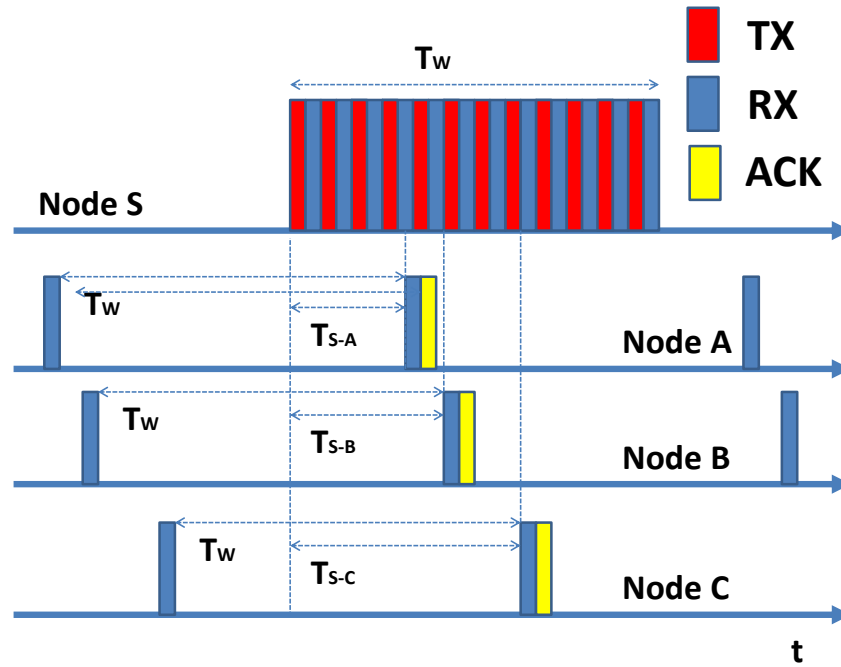 TW
TX
RX
ACK
Node S
TW
TS-A
Node A
TW
TS-B
Node B
TW
TS-C
Node C
t